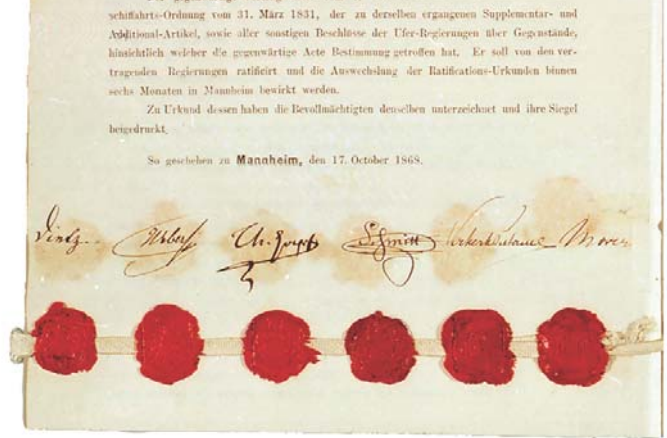 schiffahrts-Ordnung vom 31. März 1831, der zu derselben ergangenen Supplementar- und
Additional-Artikel, sowie aller sonstigen Beschlüsse der Ufer-Regierungen über Gegenstände,
hinsichtlich welcher die gegenwärtige Acte Bestimmung getroffen hat. Er soll von den ver-
tragenden Regierungen ratificirt und die Auswechslung der Ratifications-Urkunden binnen
sechs Monaten in Mannheim bewirkt werden.
Zu Urkund dessen haben die Bevollmächtigten denselben unterzeichnet und ihre Siegel
beigedruckt.
So geschehen zu Mannheim, den 17. October 1868.
Dietz Schmitt